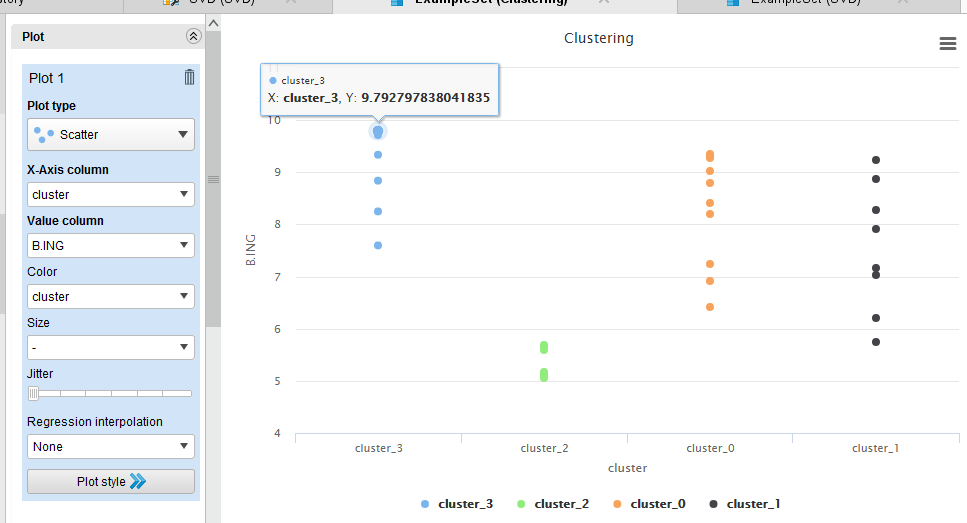 ExampleSet (Clustering)
Plot
Plot 1
Plot type
Scatter
X-Axis column
cluster
Value column
B.ING
Color
cluster
Size
-
Jitter
Regression interpolation
None
Plot style
Clustering
cluster_3
X: cluster_3, Y: 9.792797838041835
10
9
8
7
6
5
4
B.ING
cluster_3 cluster_2 cluster_0 cluster_1
cluster
cluster_3 cluster_2 cluster_0 cluster_1